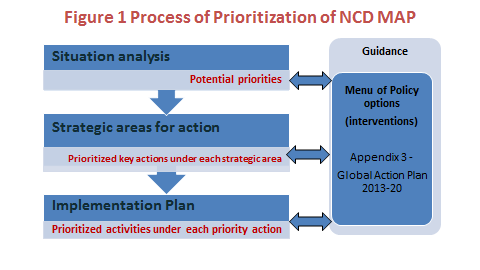 Figure 1 Process of Prioritization of NCD MAP
Situation analysis
Potential priorities
Strategic areas for action
Prioritized key actions under each strategic area
Implementation Plan
Prioritized activities under each priority action
Guidance
Menu of Policy
options
(interventions)
Appendix 3 -
Global Action Plan
2013-20